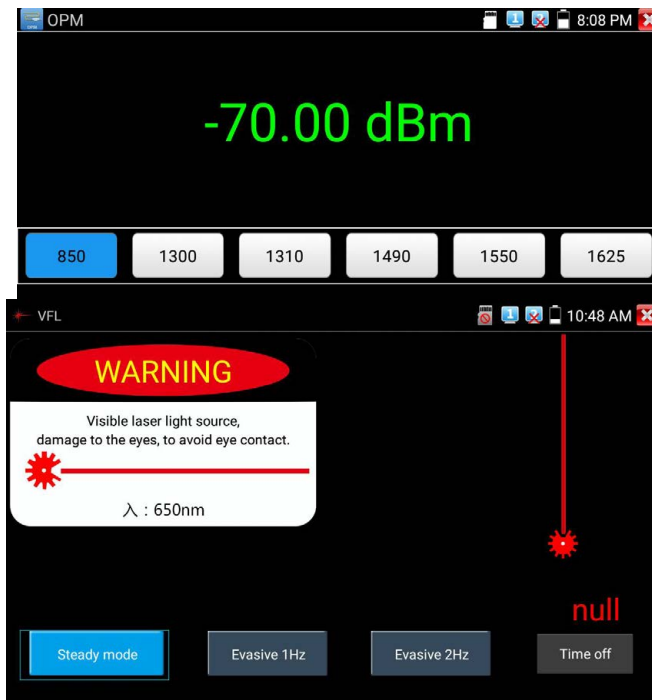 OPM
8:08 PM
-70.00 dBm
850 1300 1310 1490 1550 1625
VFL
10:48 AM
WARNING
Visible laser light source,
damage to the eyes, to avoid eye contact.
入 : 650nm
null
Steady mode Evasive 1Hz Evasive 2Hz Time off